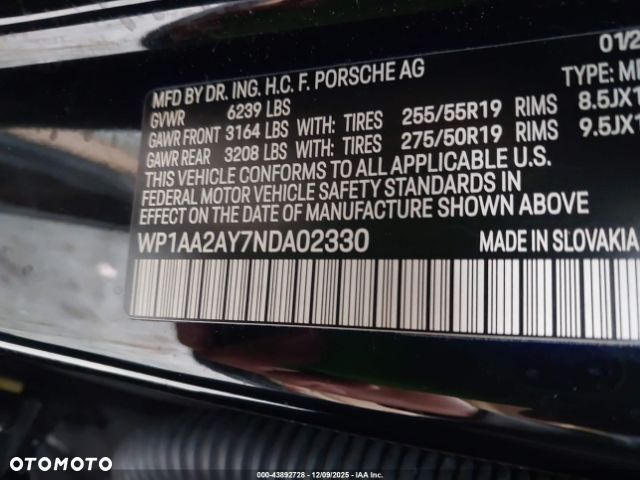 MFD BY DR. ING. H.C. F. PORSCHE AG 01/2
GVWR 6239 LBS TYPE: M
GAWR FRONT 3164 LBS WITH: TIRES 255/55R19 RIMS 8.5JX1
GAWR REAR 3208 LBS WITH: TIRES 275/50R19 RIMS 9.5JX1
THIS VEHICLE CONFORMS TO ALL APPLICABLE U.S.
FEDERAL MOTOR VEHICLE SAFETY STANDARDS IN
EFFECT ON THE DATE OF MANUFACTURE SHOWN ABOVE
WP1AA2AY7NDA02330 MADE IN SLOVAKIA
OTOMOTO
000-43892728 - 12/09/2025 - IAA Inc.